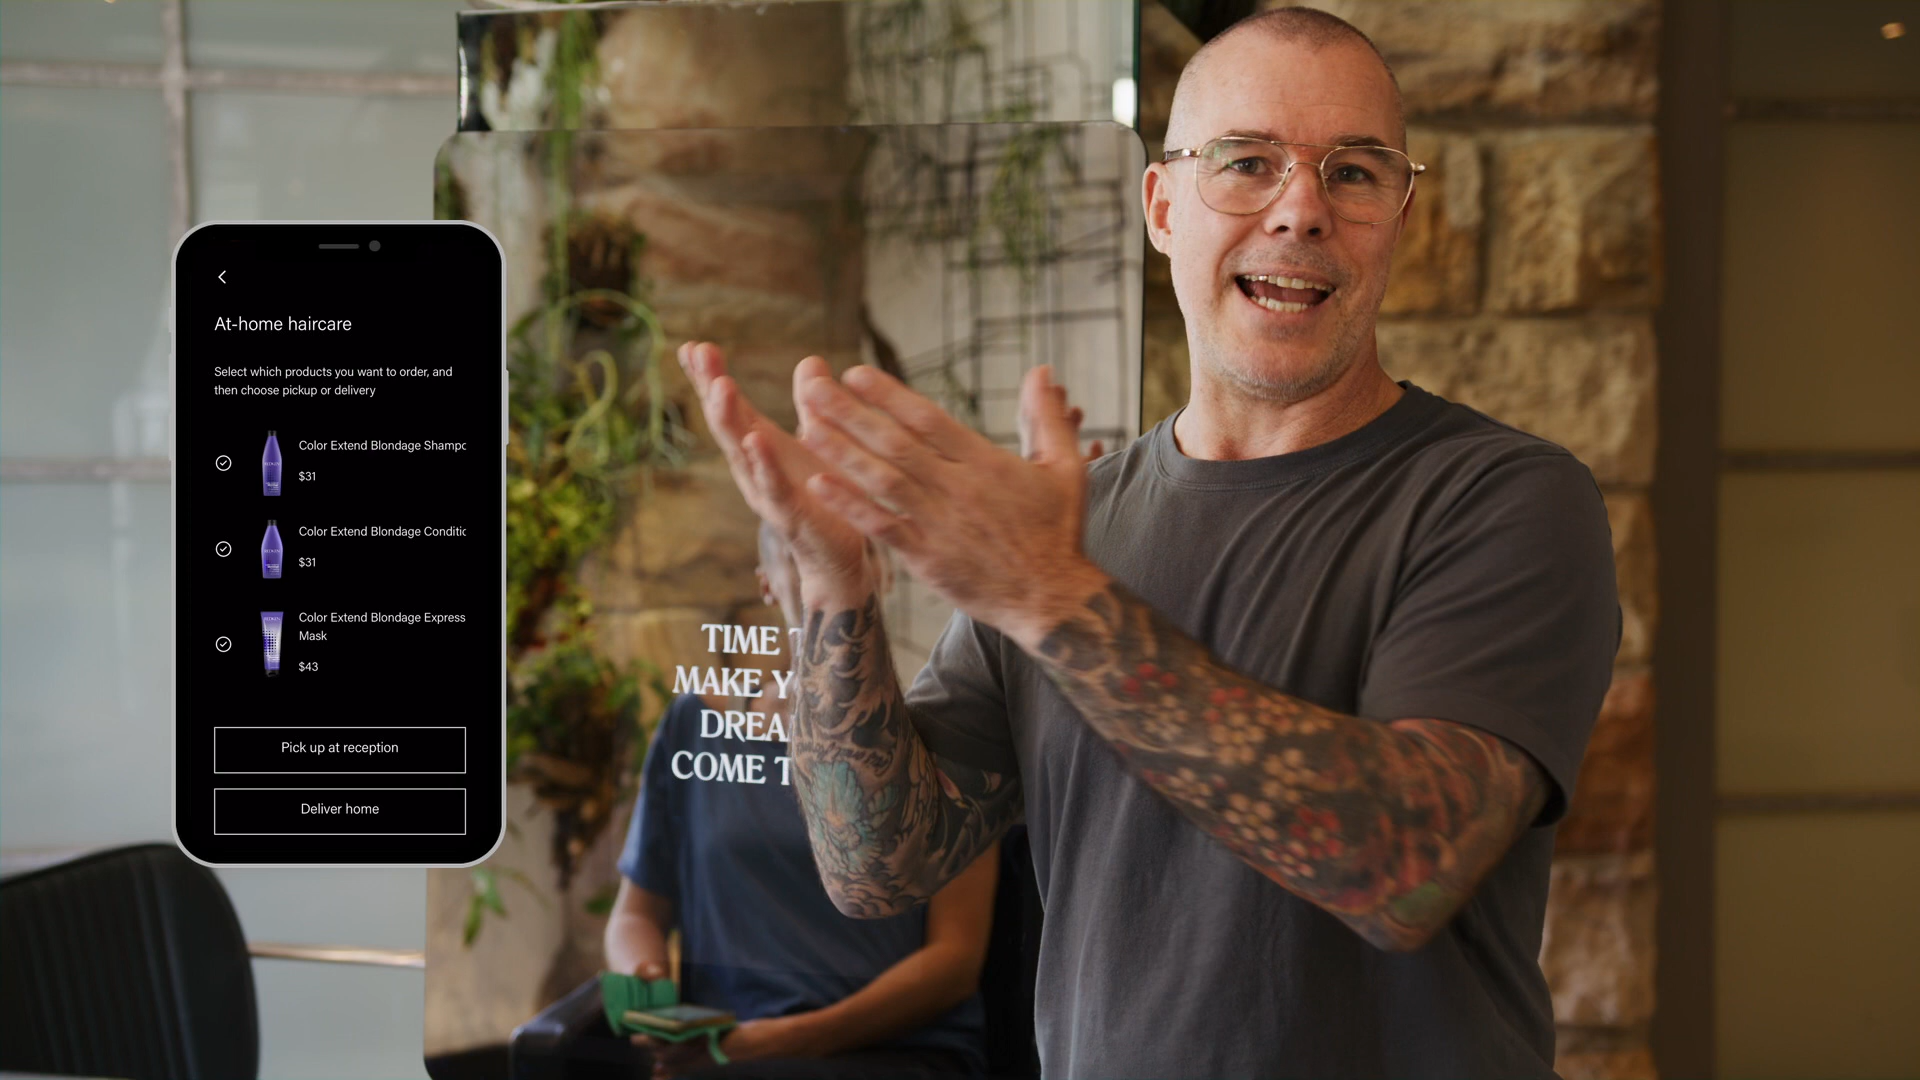 At-home haircare
Select which products you want to order, and
then choose pickup or delivery
Color Extend Blondage Shampo
$31
Color Extend Blondage Conditio
$31
Color Extend Blondage Express
Mask
$43
Pick up at reception
Deliver home
TIME T
MAKE Y
DREA
COME T